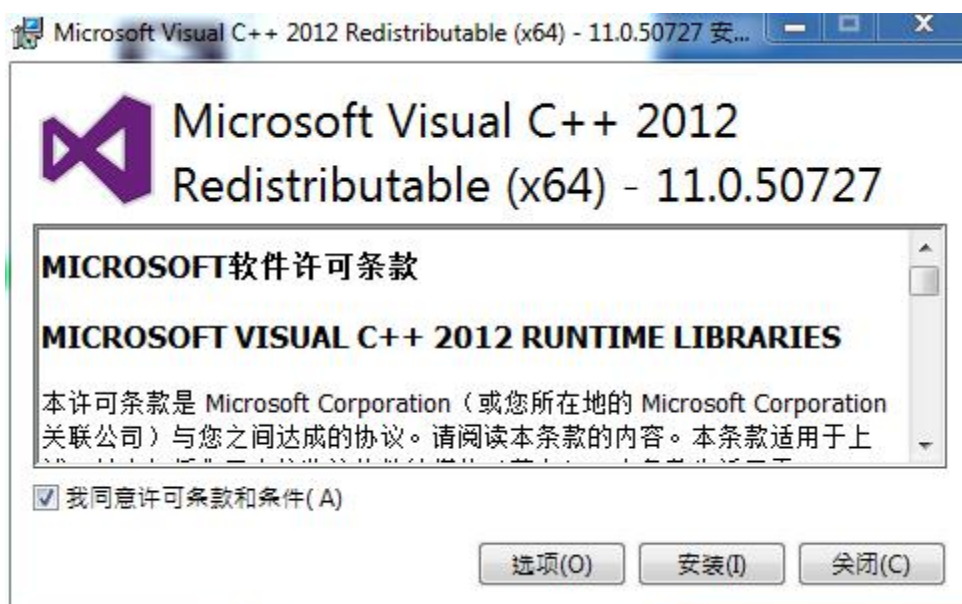 Microsoft Visual C++ 2012 Redistributable (x64) - 11.0.50727 安...
Microsoft Visual C++ 2012
Redistributable (x64) - 11.0.50727
MICROSOFT软件许可条款
MICROSOFT VISUAL C++ 2012 RUNTIME LIBRARIES
本许可条款是 Microsoft Corporation（或您所在地的 Microsoft Corporation
关联公司）与您之间达成的协议。请阅读本条款的内容。本条款适用于上
我同意许可条款和条件( A)
选项(O)
安装(I)
关闭(C)